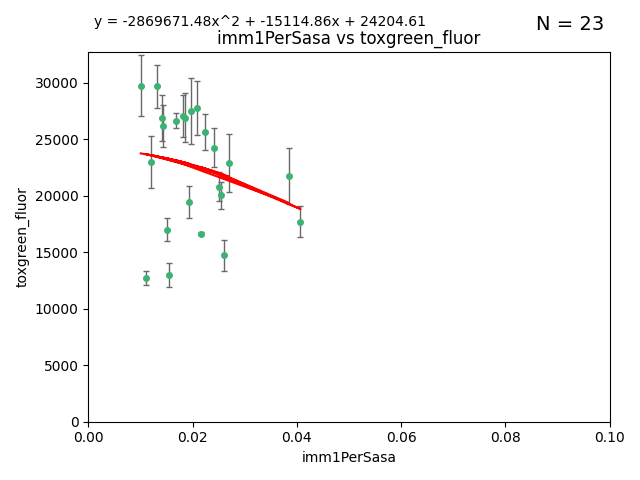 y = -2869671.48x^2 + -15114.86x + 24204.61
N = 23
imm1PerSasa vs toxgreen_fluor
30000
25000
20000
15000
10000
5000
0
toxgreen_fluor
0.00 0.02 0.04 0.06 0.08 0.10
imm1PerSasa